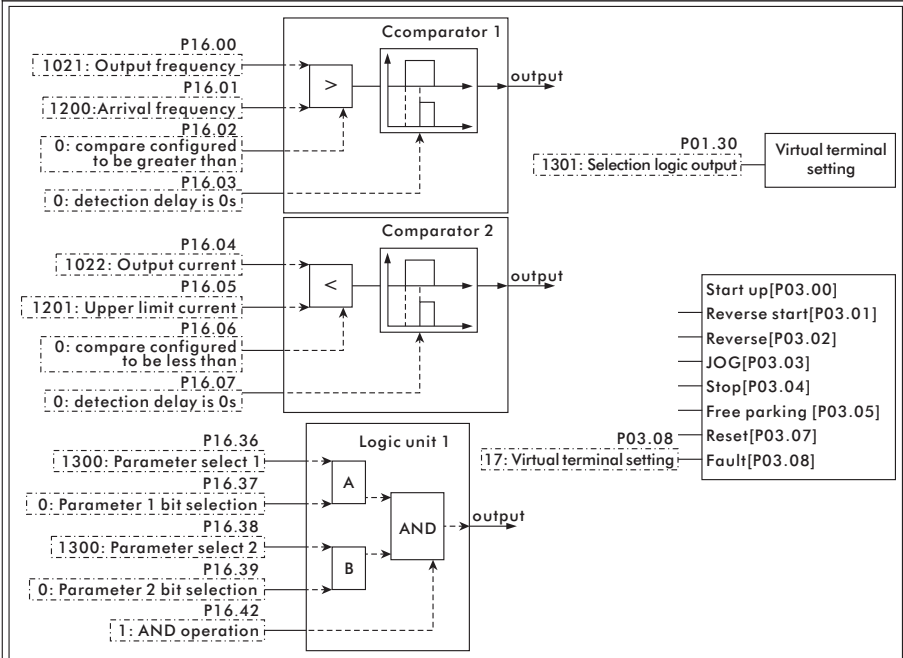 Ccomparator 1
P16.00
1021: Output frequency
P16.01
1200:Arrival frequency
P16.02
0: compare configured
to be greater than
P16.03
0: detection delay is 0s
>
output
P01.30
1301: Selection logic output
Virtual terminal
setting
Comparator 2
P16.04
1022: Output current
P16.05
1201: Upper limit current
P16.06
0: compare configured
to be less than
P16.07
0: detection delay is 0s
<
output
Start up[P03.00]
Reverse start[P03.01]
Reverse[P03.02]
JOG[P03.03]
Stop[P03.04]
Free parking [P03.05]
Reset[P03.07]
Fault[P03.08]
P03.08
17: Virtual terminal setting
Logic unit 1
P16.36
1300: Parameter select 1
P16.37
0: Parameter 1 bit selection
P16.38
1300: Parameter select 2
P16.39
0: Parameter 2 bit selection
P16.42
1: AND operation
A
B
AND
output